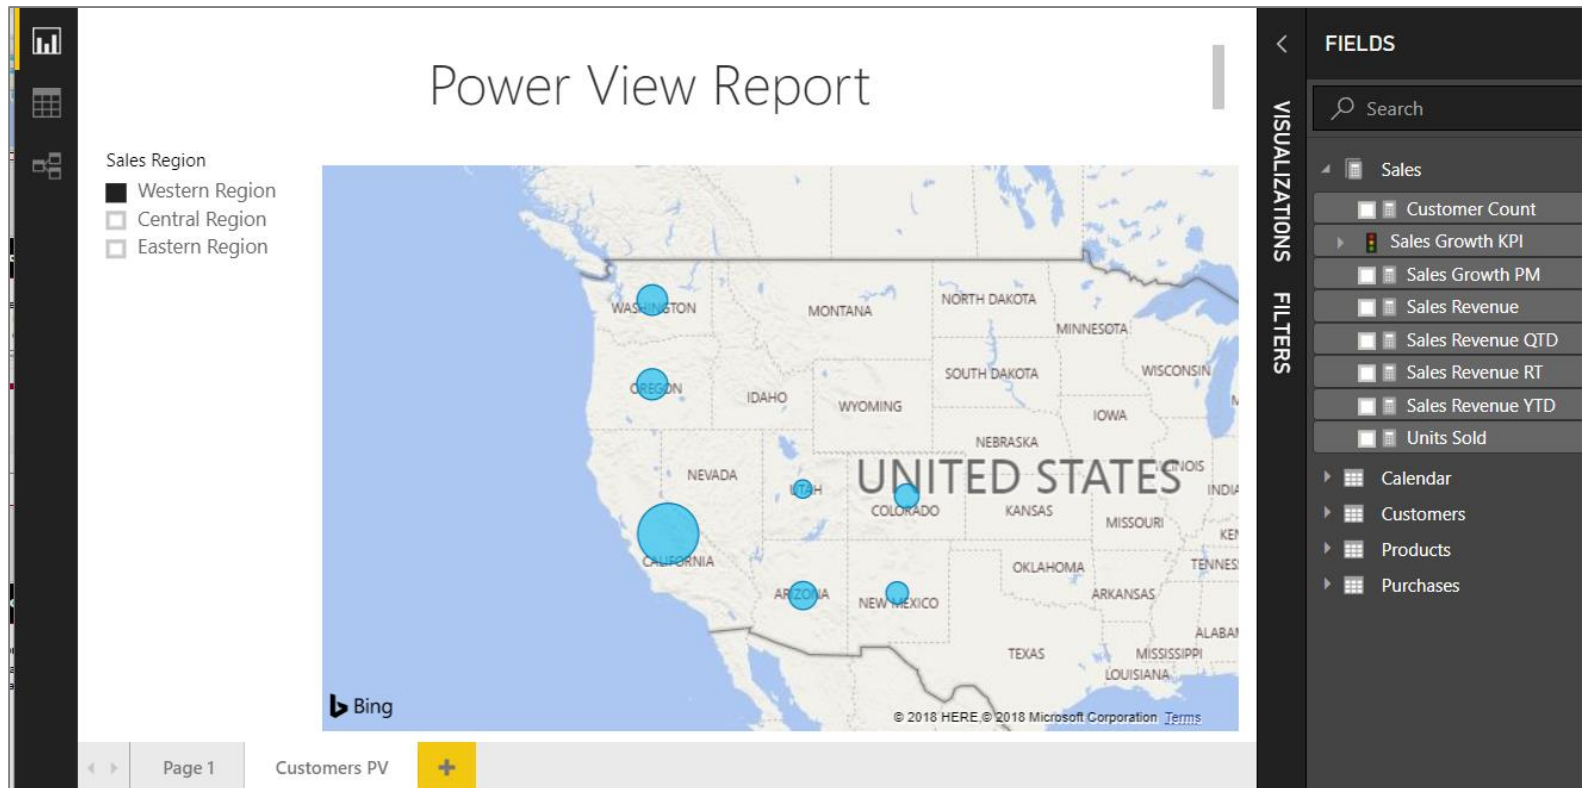 Power View Report
Sales Region
Western Region
Central Region
Eastern Region
WASHINGTON
MONTANA
NORTH DAKOTA
MINNESOTA
OREGON
IDAHO
SOUTH DAKOTA
WISCONSIN
WYOMING
IOWA
NEBRASKA
NEVADA
UTAH
UNITED STATES
COLORADO
KANSAS
MISSOURI
CALIFORNIA
OKLAHOMA
ARIZONA
NEW MEXICO
ARKANSAS
TEXAS
MISSISSIPPI
LOUISIANA
Bing
© 2018 HERE,© 2018 Microsoft Corporation Terms
Page 1
Customers PV
VISUALIZATIONS
FILTERS
FIELDS
Search
Sales
Customer Count
Sales Growth KPI
Sales Growth PM
Sales Revenue
Sales Revenue QTD
Sales Revenue RT
Sales Revenue YTD
Units Sold
Calendar
Customers
Products
Purchases